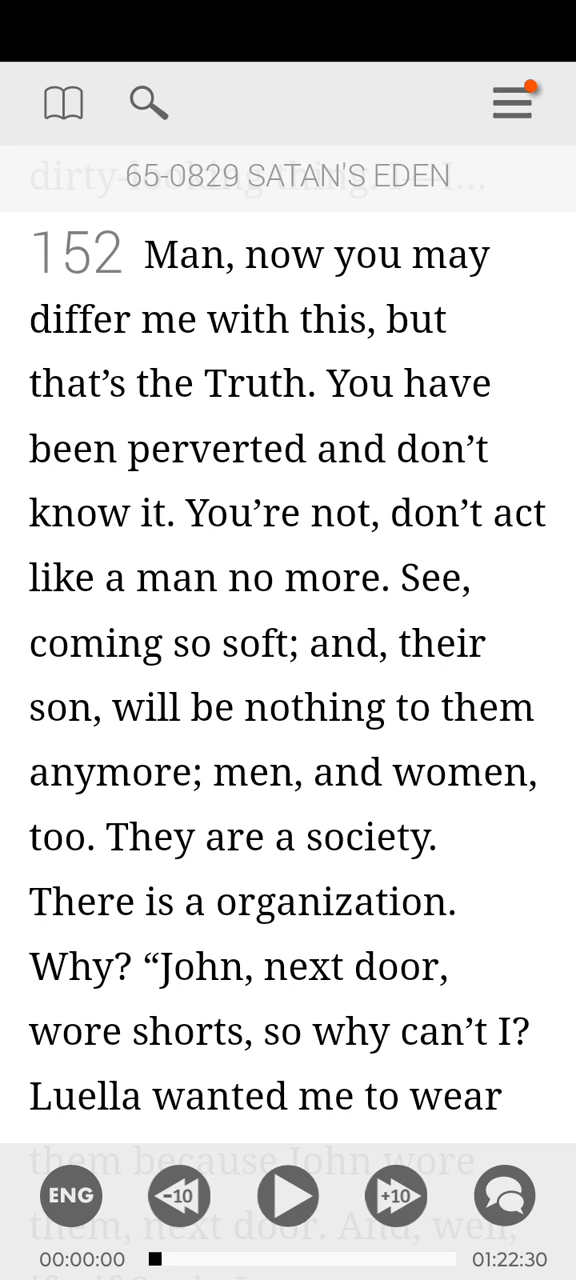 dirty-looking thing. I—I...
65-0829 SATAN'S EDEN
152 Man, now you may
differ me with this, but
that’s the Truth. You have
been perverted and don’t
know it. You’re not, don’t act
like a man no more. See,
coming so soft; and, their
son, will be nothing to them
anymore; men, and women,
too. They are a society.
There is a organization.
Why? “John, next door,
wore shorts, so why can’t I?
Luella wanted me to wear
them because John wore
them, next door. And, well,
ENG
-10
+10
00:00:00
01:22:30